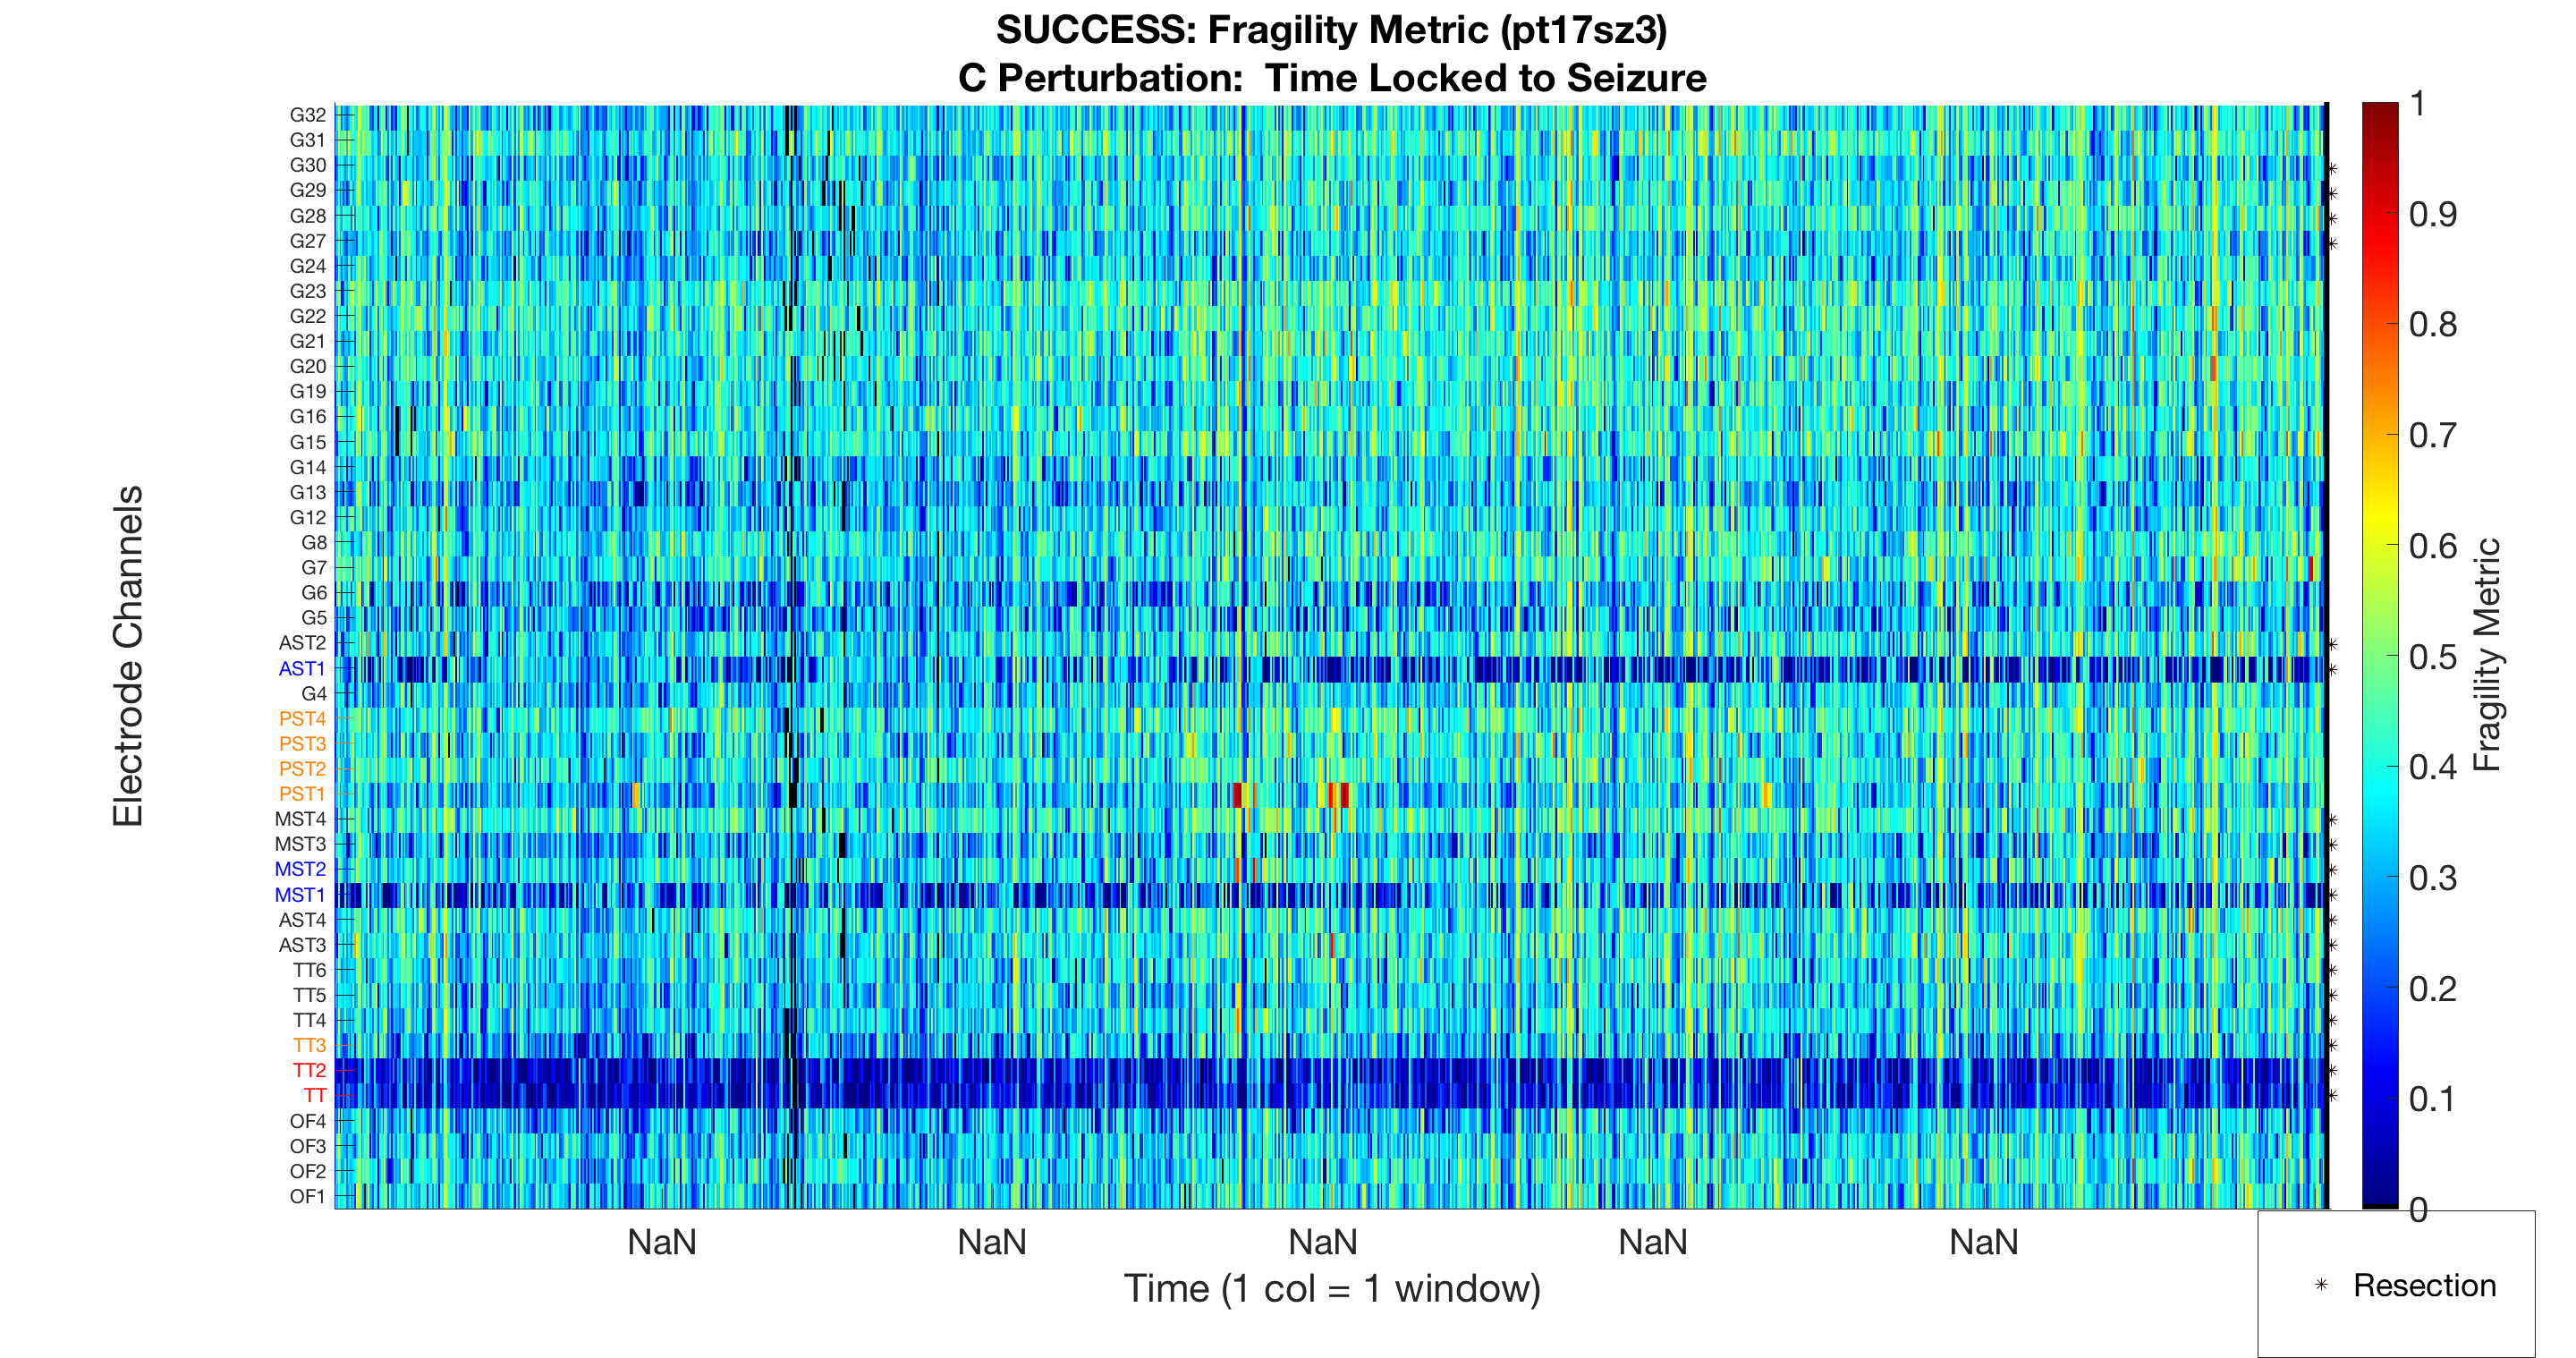 SUCCESS: Fragility Metric (pt17sz3)
C Perturbation:  Time Locked to Seizure
Electrode Channels
G32
G31
G30
G29
G28
G27
G24
G23
G22
G21
G20
G19
G16
G15
G14
G13
G12
G8
G7
G6
G5
AST2
AST1
G4
PST4
PST3
PST2
PST1
MST4
MST3
MST2
MST1
AST4
AST3
TT6
TT5
TT4
TT3
TT2
TT
OF4
OF3
OF2
OF1
NaN NaN NaN NaN NaN
Time (1 col = 1 window)
1
0.9
0.8
0.7
0.6
0.5
0.4
0.3
0.2
0.1
0
Fragility Metric
Resection